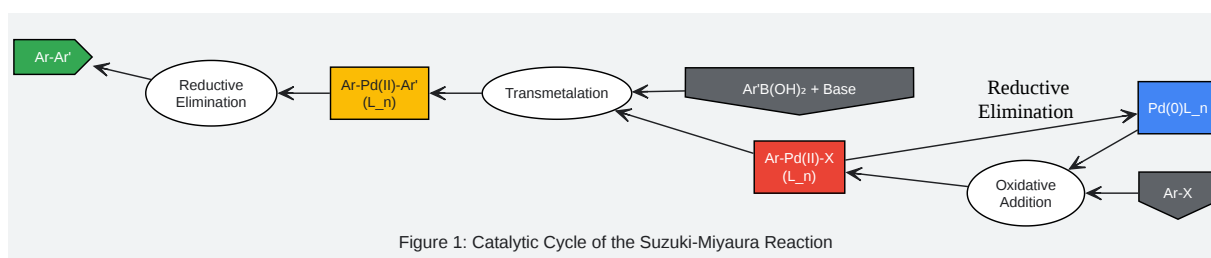 Ar-Ar'
Reductive
Elimination
Ar-Pd(II)-Ar'
(L_n)
Transmetalation
Ar'B(OH)₂ + Base
Ar-Pd(II)-X
(L_n)
Reductive
Elimination
Pd(0)L_n
Oxidative
Addition
Ar-X
Figure 1: Catalytic Cycle of the Suzuki-Miyaura Reaction